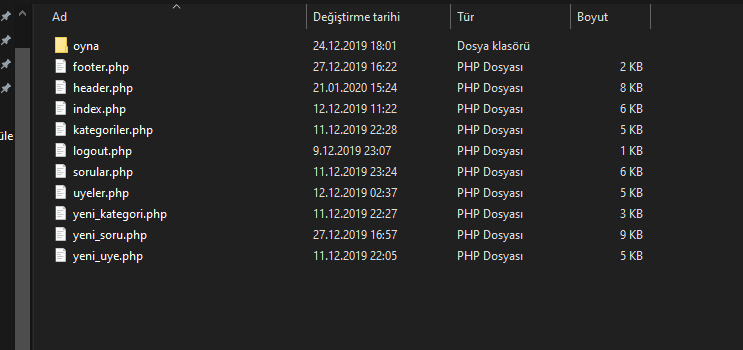 Ad Değiştirme tarihi Tür Boyut
oyna 24.12.2019 18:01 Dosya klasörü
footer.php 27.12.2019 16:22 PHP Dosyası 2 KB
header.php 21.01.2020 15:24 PHP Dosyası 8 KB
index.php 12.12.2019 11:22 PHP Dosyası 6 KB
kategoriler.php 11.12.2019 22:28 PHP Dosyası 5 KB
üle
logout.php 9.12.2019 23:07 PHP Dosyası 1 KB
sorular.php 11.12.2019 23:24 PHP Dosyası 6 KB
uyeler.php 12.12.2019 02:37 PHP Dosyası 5 KB
yeni_kategori.php 11.12.2019 22:27 PHP Dosyası 3 KB
yeni_soru.php 27.12.2019 16:57 PHP Dosyası 9 KB
yeni_uye.php 11.12.2019 22:05 PHP Dosyası 5 KB